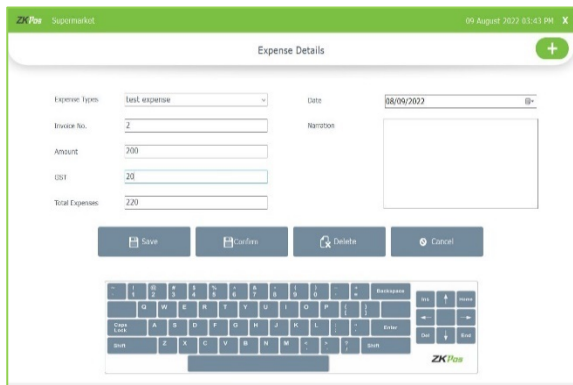 ZKPos Supermarket 09 August 2022 03:43 PM X
Expense Details
+
Expense Types test expense Date 08/09/2022
Invoice No. 2 Narration
Amount 200
GST 20
Total Expenses 220
Save Confirm Delete Cancel
Backspace
Q W E R T Y U I O P
Ins Home
Caps Lock A S D F G H J K L Enter
Del End
Shift Z X C V B N M Shift
ZKPos